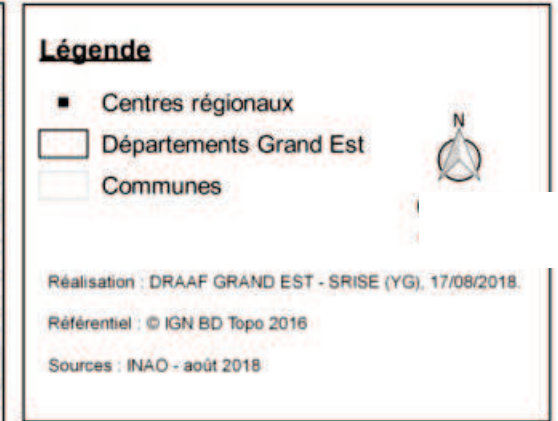 Légende
Centres régionaux
Départements Grand Est
Communes
N
Réalisation : DRAAF GRAND EST - SRISE (YG), 17/08/2018.
Référentiel : © IGN BD Topo 2016
Sources : INAO - août 2018